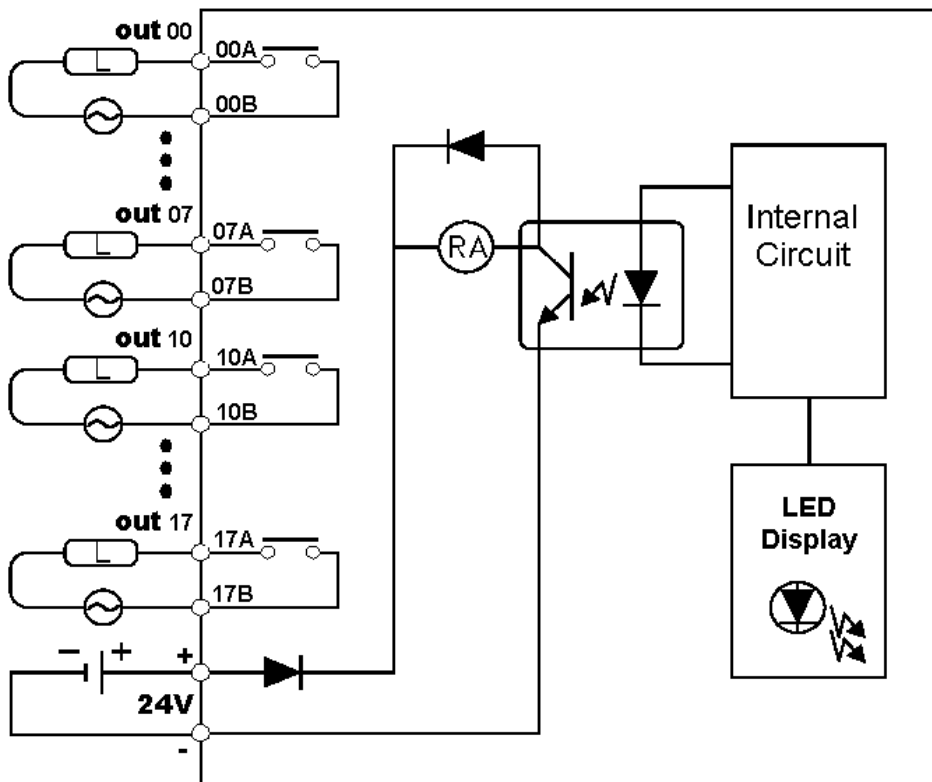 out 00
L
00A
00B
out 07
L
07A
07B
out 10
L
10A
10B
out 17
L
17A
17B
− +
+
24V
-
RA
Internal
Circuit
LED
Display